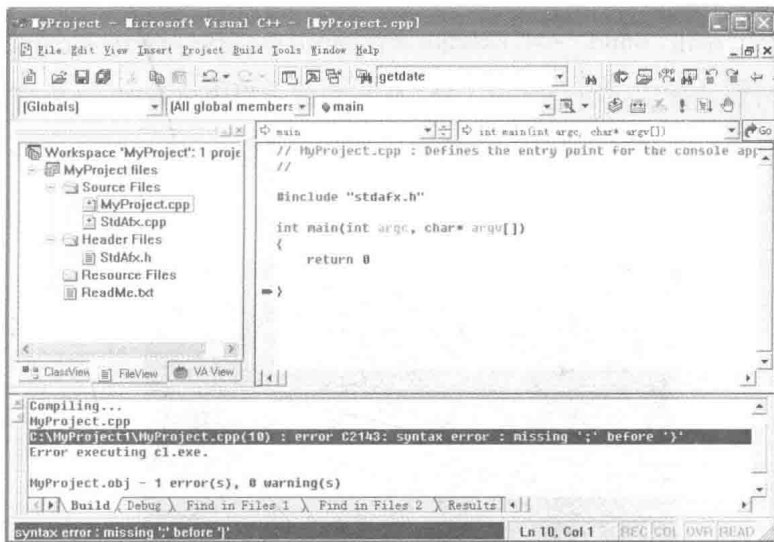 MyProject - Microsoft Visual C++ - [MyProject.cpp]
File Edit View Insert Project Build Tools Window Help
getdate
(Globals) (All global members main
main int main(int argc, char* argv[]) Go
Workspace 'MyProject': 1 proje
MyProject files
Source Files
MyProject.cpp
StdAfx.cpp
Header Files
StdAfx.h
Resource Files
ReadMe.txt
ClassView FileView VA View
// MyProject.cpp : Defines the entry point for the console app
//
#include "stdafx.h"
int main(int argc, char* argv[])
{
return 0
}
Compiling...
MyProject.cpp
C:\MyProject1\MyProject.cpp(10) : error C2143: syntax error : missing ';' before '}'
Error executing cl.exe.
MyProject.obj - 1 error(s), 0 warning(s)
Build Debug Find in Files 1 Find in Files 2 Results
syntax error : missing ';' before '}' Ln 10, Col 1 REC COL OVR READ